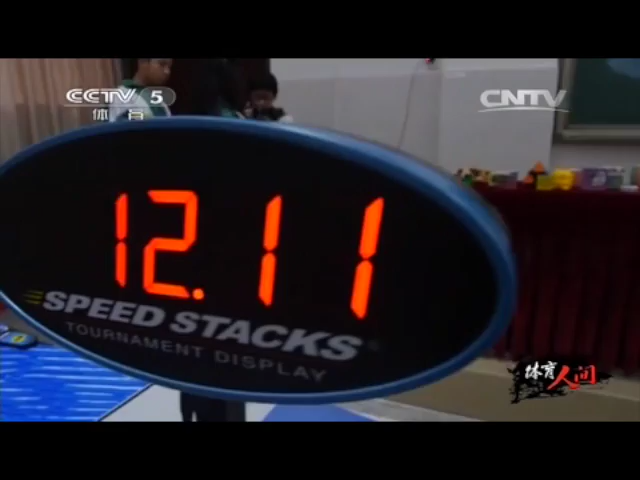 CCTV 5
体育
CNTV
12.11
SPEED STACKS
TOURNAMENT DISPLAY
体育人间